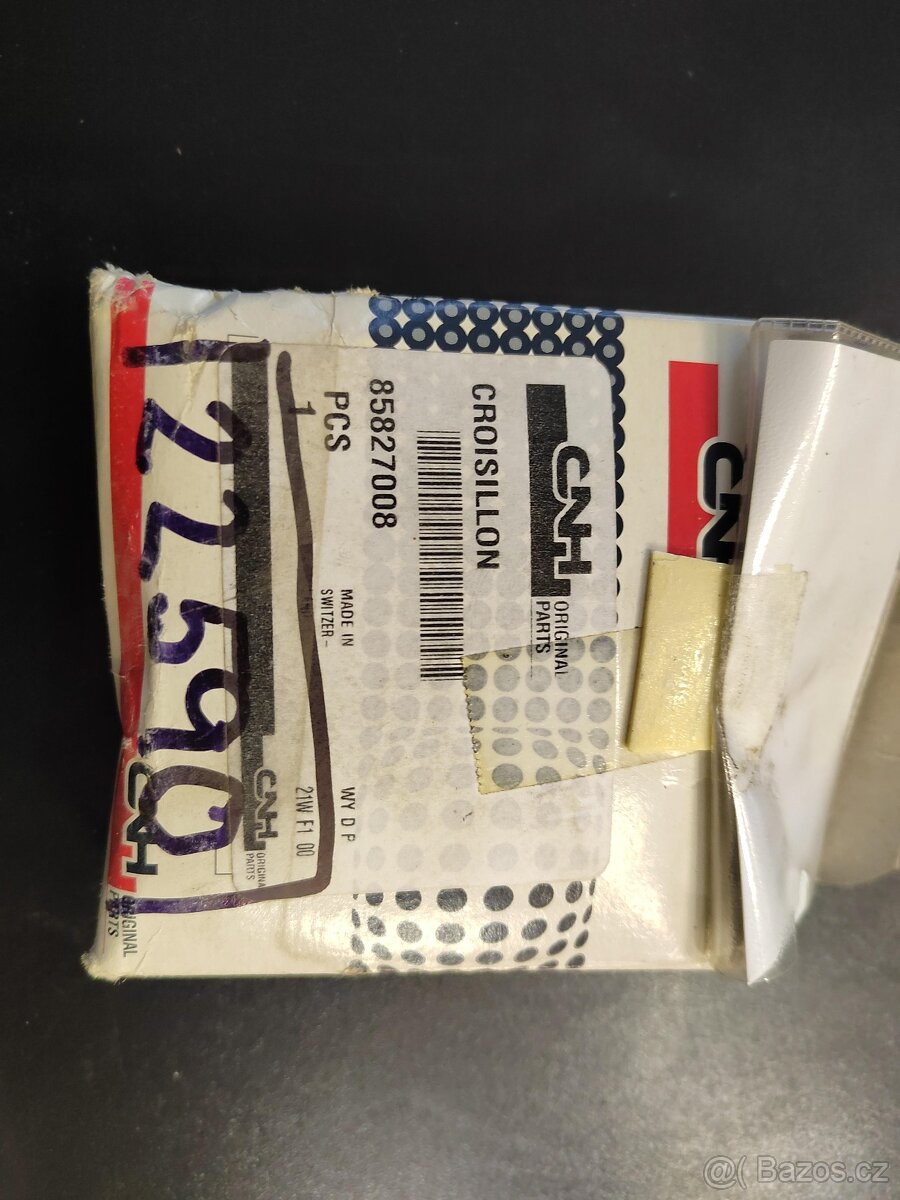 CNH
ORIGINAL
PARTS
CROISILLON
85827008
PCS
1
MADE IN
SWITZER-
WY D P
21W F1 00
CNH
ORIGINAL
PARTS
22590
CNH
ORIGINAL
PARTS
CNH
@( Bazos.cz